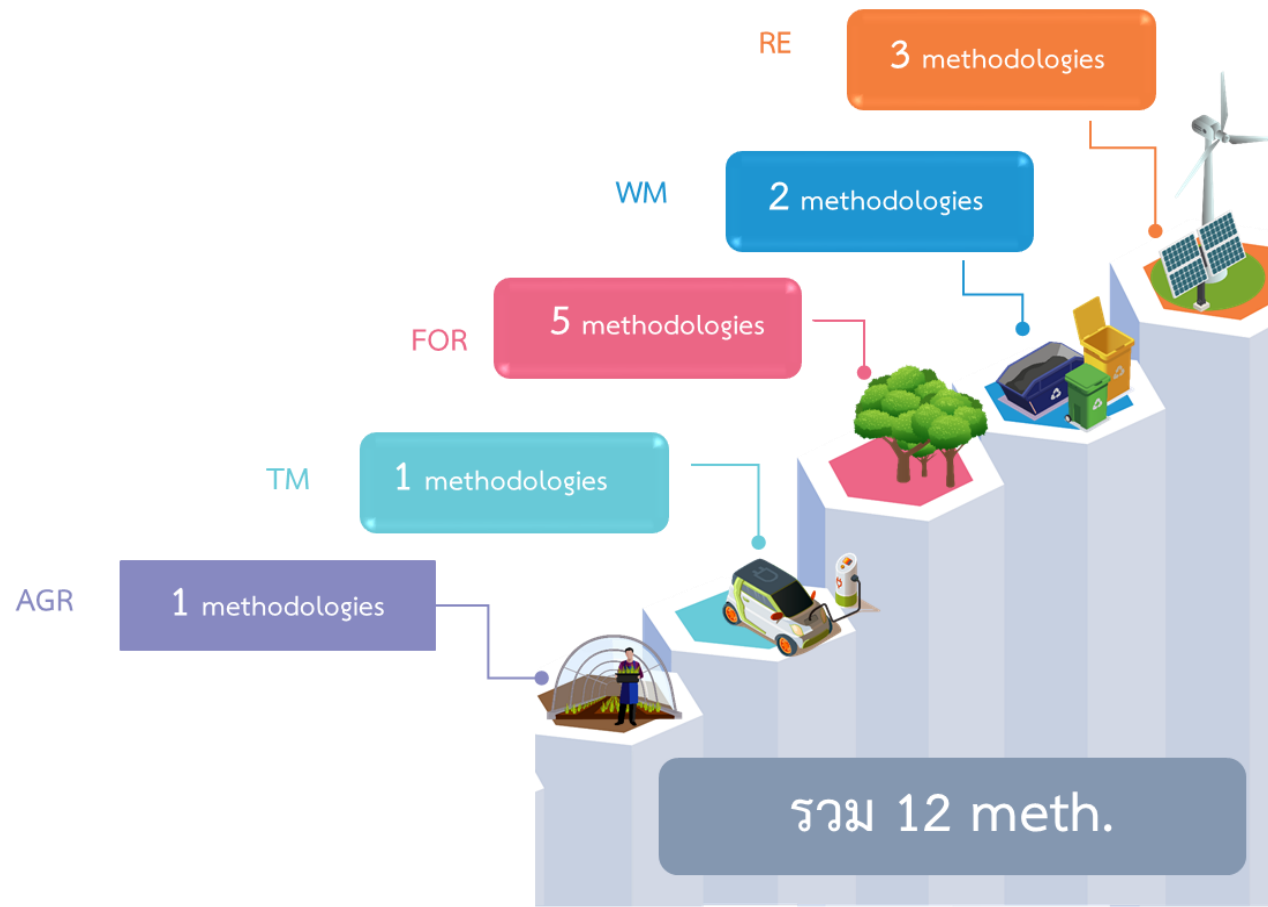 RE
3 methodologies
WM
2 methodologies
FOR
5 methodologies
TM
1 methodologies
AGR
1 methodologies
รวม 12 meth.